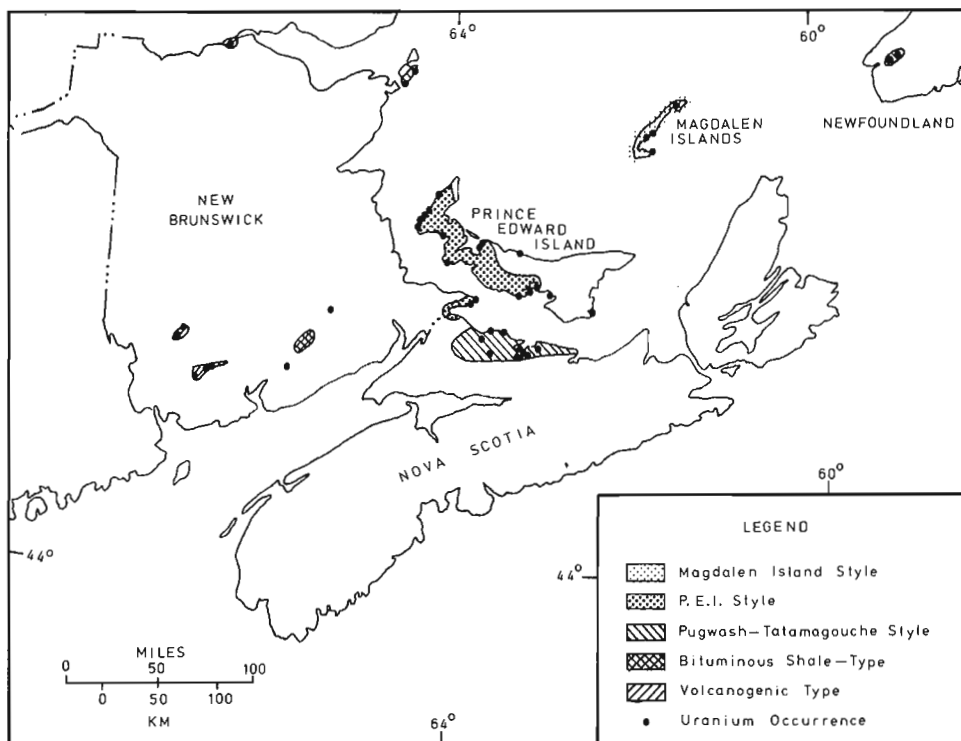 64°
60°
MAGDALEN
ISLANDS
NEWFOUNDLAND
NEW
BRUNSWICK
PRINCE
EDWARD
ISLAND
NOVA SCOTIA
60°
44°
44°
64°
MILES
0 50 100
0 50 100
KM
LEGEND
Magdalen Island Style
P.E.I. Style
Pugwash-Tatamagouche Style
Bituminous Shale-Type
Volcanogenic Type
Uranium Occurrence